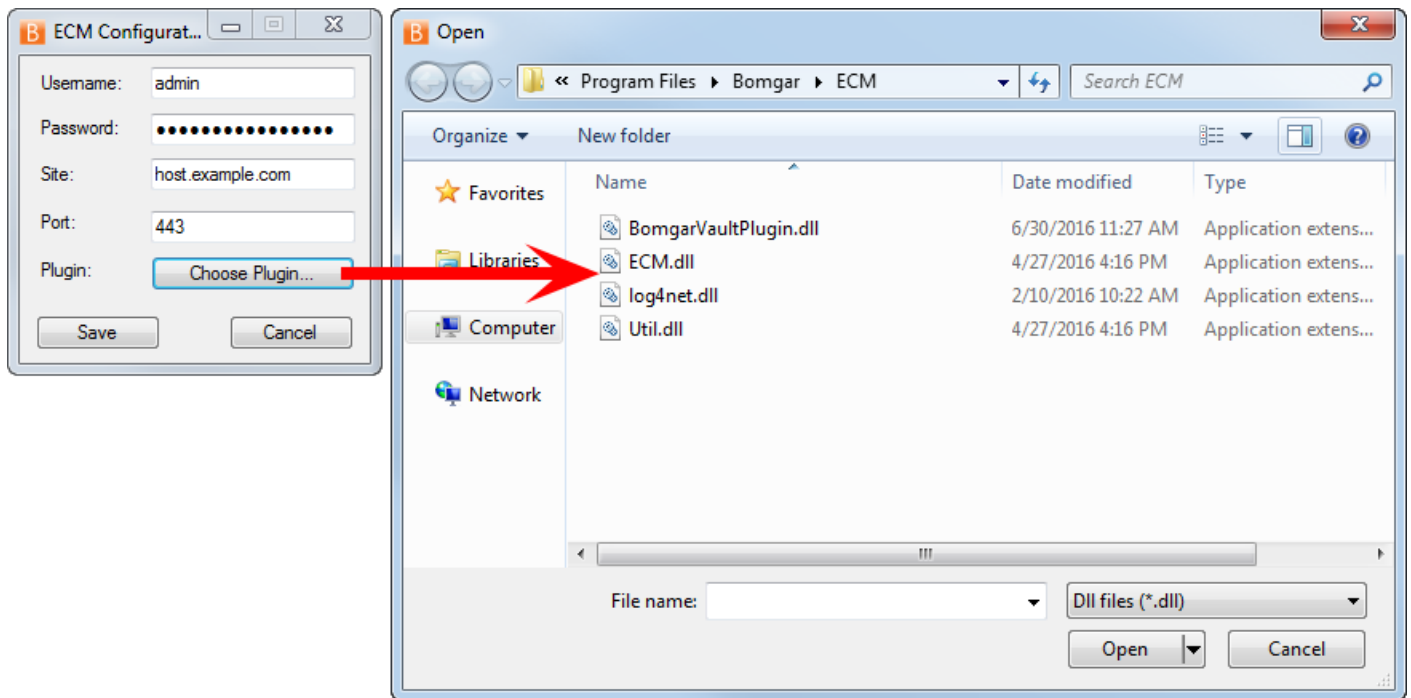 B ECM Configurat...
Username: admin
Password: ••••••••••••••••
Site: host.example.com
Port: 443
Plugin: Choose Plugin...
Save Cancel
B Open
« Program Files ▸ Bomgar ▸ ECM Search ECM
Organize New folder
Favorites
Libraries
Computer
Network
Name Date modified Type
BomgarVaultPlugin.dll 6/30/2016 11:27 AM Application extens...
ECM.dll 4/27/2016 4:16 PM Application extens...
log4net.dll 2/10/2016 10:22 AM Application extens...
Util.dll 4/27/2016 4:16 PM Application extens...
File name: Dll files (*.dll)
Open Cancel